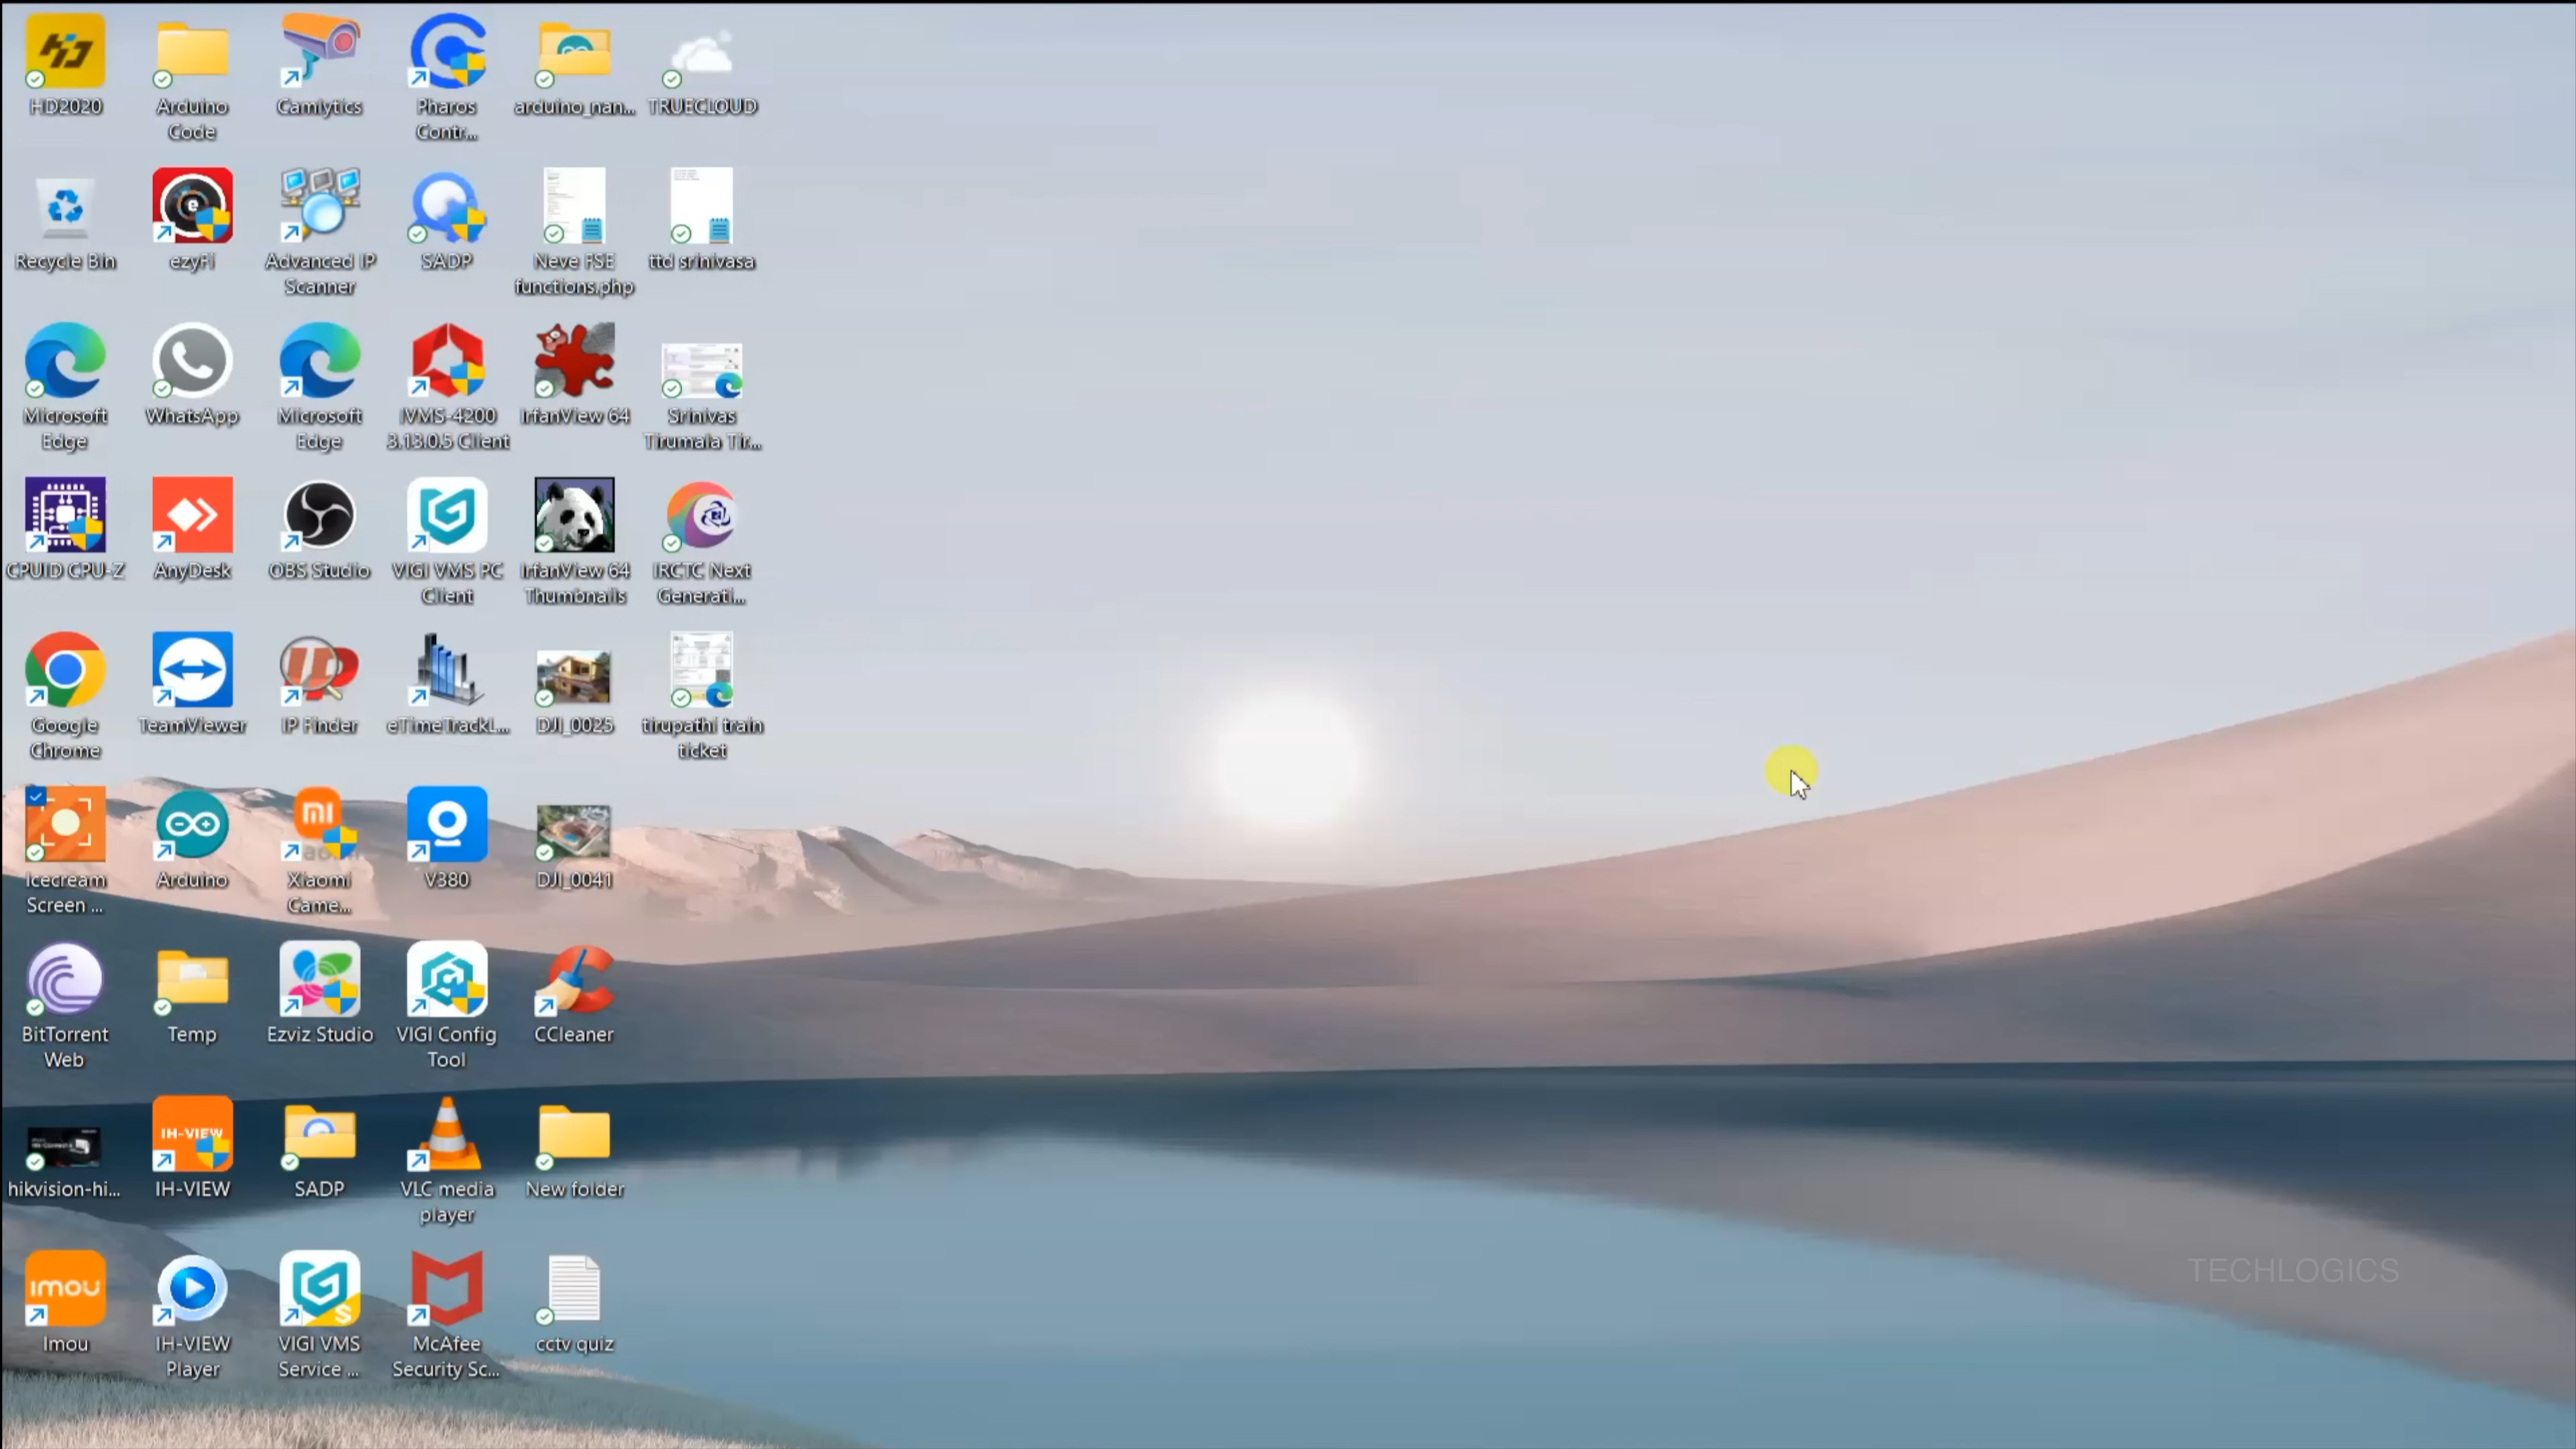 HD2020
Arduino
Code
Camlytics
Pharos
Contr...
arduino_nan...
TRUECLOUD
Recycle Bin
ezyFi
Advanced IP
Scanner
SADP
Neve FSE
functions.php
ttd srinivasa
Microsoft
Edge
WhatsApp
Microsoft
Edge
iVMS-4200
3.13.0.5 Client
IrfanView 64
Srinivas
Tirumala Tir...
CPUID CPU-Z
AnyDesk
OBS Studio
VIGI VMS PC
Client
IrfanView 64
Thumbnails
IRCTC Next
Generati...
Google
Chrome
TeamViewer
IP Finder
eTimeTrackL...
DJI_0025
tirupathi train
ticket
Icecream
Screen ...
Arduino
mi
Xiaomi
Came...
V380
DJI_0041
BitTorrent
Web
Temp
Ezviz Studio
VIGI Config
Tool
CCleaner
hikvision-hi...
IH-VIEW
IH-VIEW
SADP
VLC media
player
New folder
imou
Imou
IH-VIEW
Player
VIGI VMS
Service ...
McAfee
Security Sc...
cctv quiz
TECHLOGICS